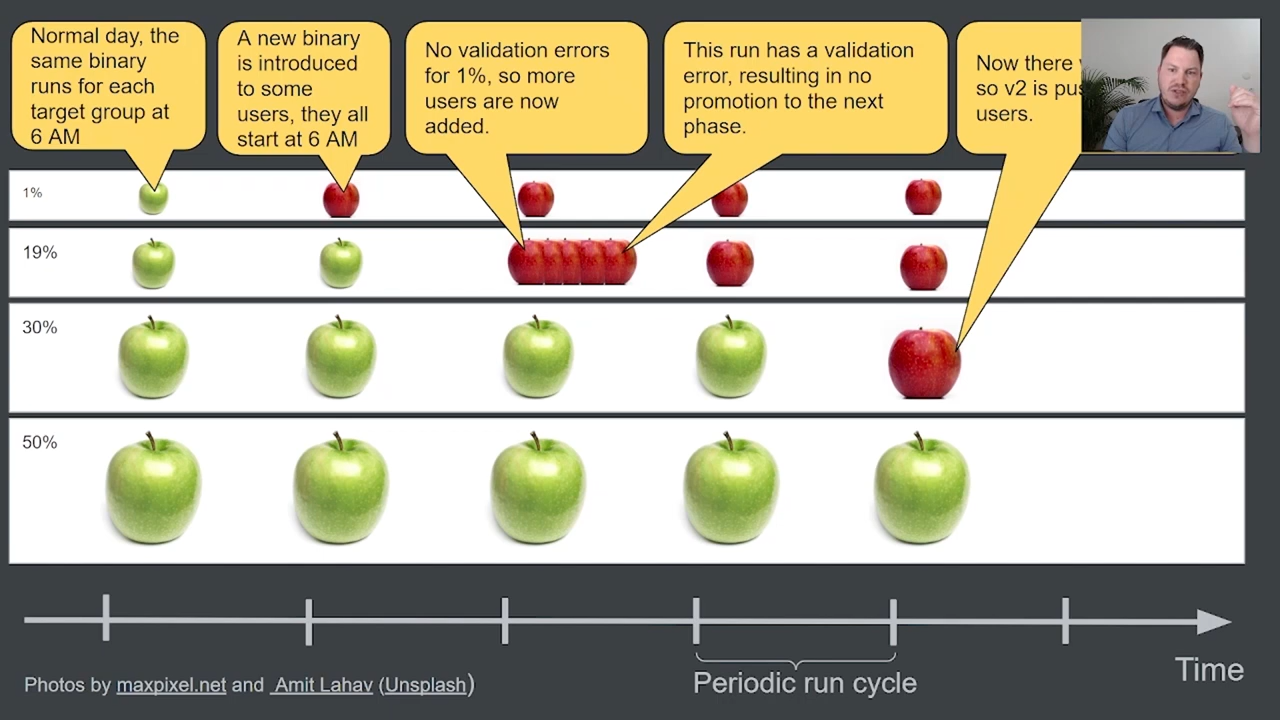 Normal day, the
same binary
runs for each
target group at
6 AM
A new binary
is introduced
to some
users, they all
start at 6 AM
No validation errors
for 1%, so more
users are now
added.
This run has a validation
error, resulting in no
promotion to the next
phase.
Now there
so v2 is
users.
1%
19%
30%
50%
Time
Periodic run cycle
Photos by maxpixel.net and Amit Lahav (Unsplash)